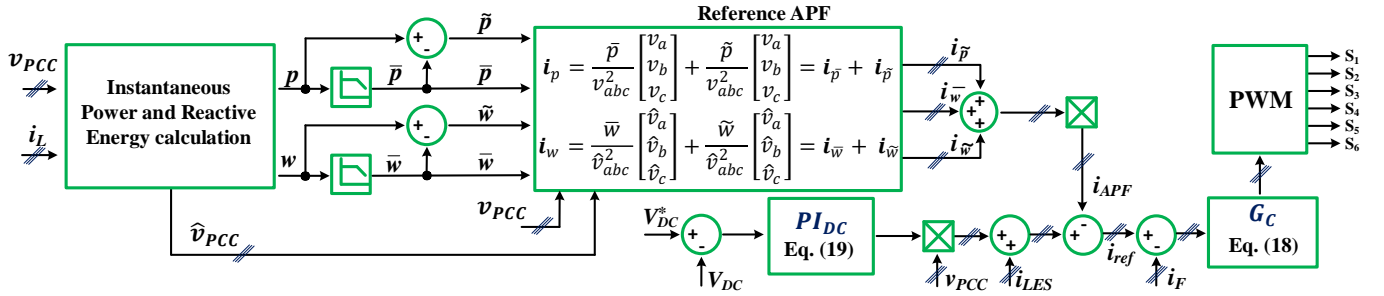 Reference APF
v_PCC
i_L
Instantaneous
Power and Reactive
Energy calculation
p
w
p̃
p̄
p̄
w̃
w̄
w̄
+
-
+
-
i_p = p̄/v²_abc [v_a v_b v_c] + p̃/v²_abc [v_a v_b v_c] = i_p̄ + i_p̃
i_w = w̄/v̂²_abc [v̂_a v̂_b v̂_c] + w̃/v̂²_abc [v̂_a v̂_b v̂_c] = i_w̄ + i_w̃
i_p̃
i_w̄
i_w̃
+
+
+
PWM
S₁
S₂
S₃
S₄
S₅
S₆
v̂_PCC
v_PCC
i_APF
V*_DC
+
-
V_DC
PI_DC
Eq. (19)
v_PCC
+
+
i_LES
+
-
i_ref
+
-
i_F
G_C
Eq. (18)